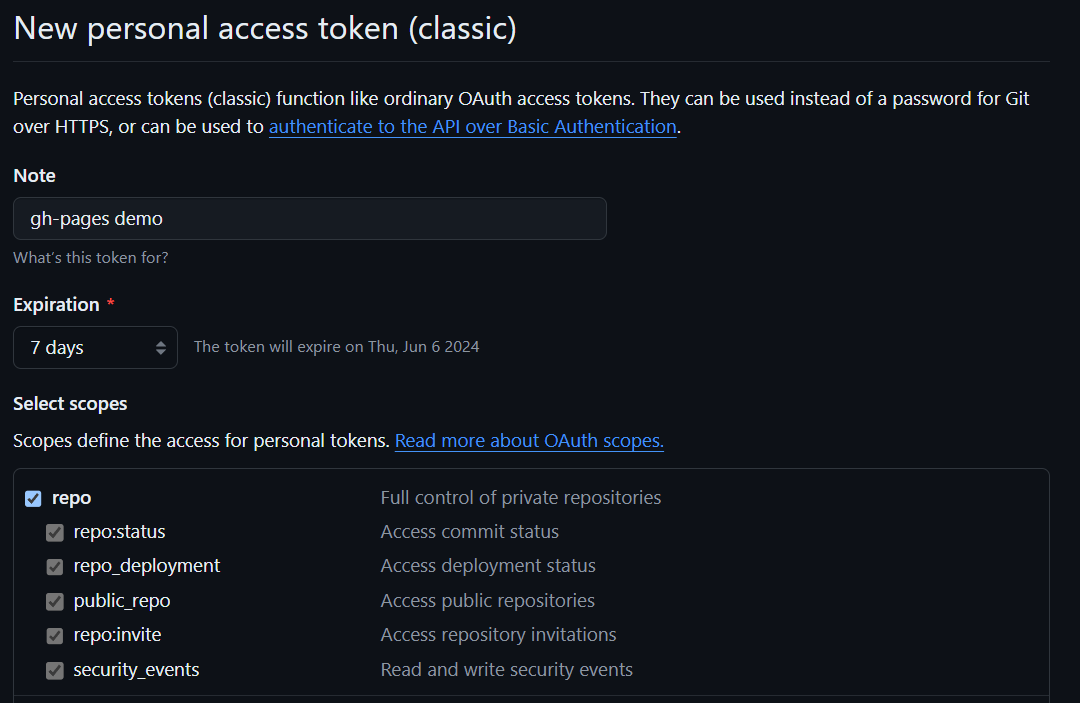 New personal access token (classic)
Personal access tokens (classic) function like ordinary OAuth access tokens. They can be used instead of a password for Git
over HTTPS, or can be used to authenticate to the API over Basic Authentication.
Note
gh-pages demo
What's this token for?
Expiration *
7 days The token will expire on Thu, Jun 6 2024
Select scopes
Scopes define the access for personal tokens. Read more about OAuth scopes.
repo Full control of private repositories
repo:status Access commit status
repo_deployment Access deployment status
public_repo Access public repositories
repo:invite Access repository invitations
security_events Read and write security events